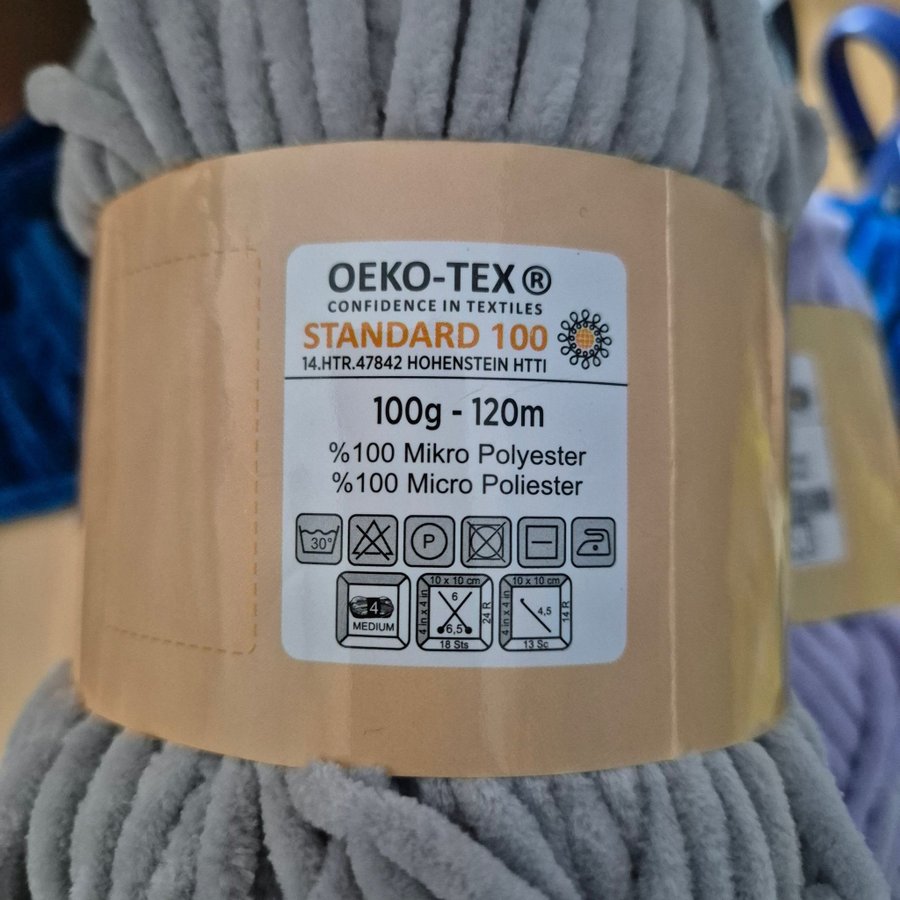 OEKO-TEX®
CONFIDENCE IN TEXTILES
STANDARD 100
14.HTR.47842 HOHENSTEIN HTTI
100g - 120m
%100 Mikro Polyester
%100 Micro Poliester
30°
P
4
MEDIUM
10 x 10 cm
4 in x 4 in
6
6,5
24 R
18 Sts
10 x 10 cm
4 in x 4 in
4,5
14 R
13 Sc